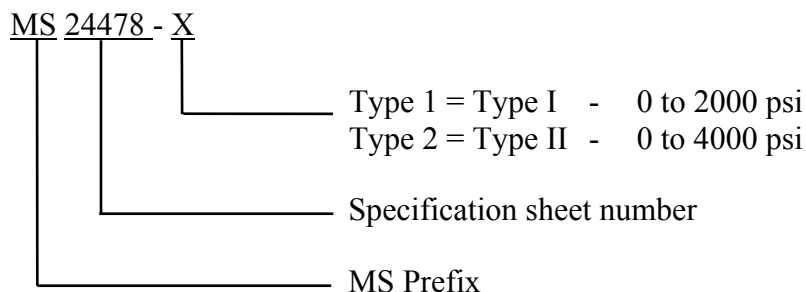 MS 24478 - X
Type 1 = Type I - 0 to 2000 psi
Type 2 = Type II - 0 to 4000 psi
Specification sheet number
MS Prefix